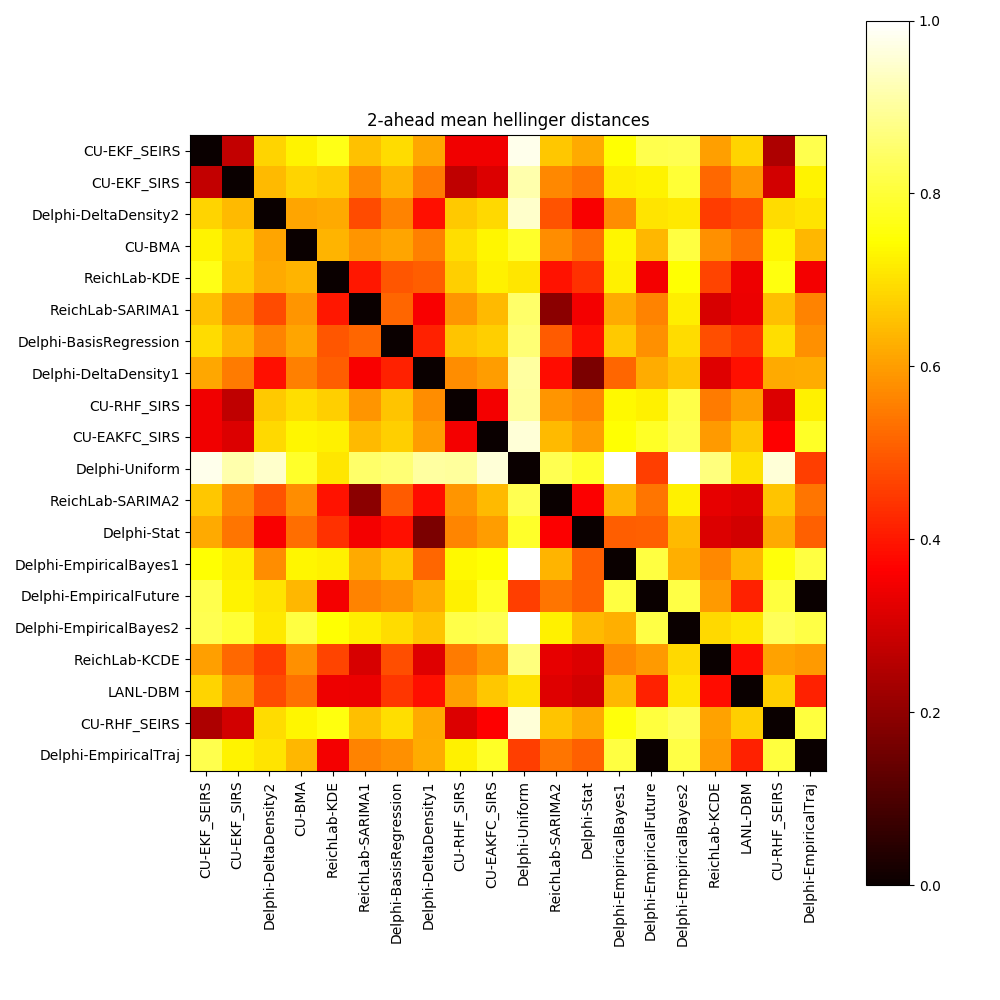 2-ahead mean hellinger distances
CU-EKF_SEIRS
CU-EKF_SIRS
Delphi-DeltaDensity2
CU-BMA
ReichLab-KDE
ReichLab-SARIMA1
Delphi-BasisRegression
Delphi-DeltaDensity1
CU-RHF_SIRS
CU-EAKFC_SIRS
Delphi-Uniform
ReichLab-SARIMA2
Delphi-Stat
Delphi-EmpiricalBayes1
Delphi-EmpiricalFuture
Delphi-EmpiricalBayes2
ReichLab-KCDE
LANL-DBM
CU-RHF_SEIRS
Delphi-EmpiricalTraj
CU-EKF_SEIRS
CU-EKF_SIRS
Delphi-DeltaDensity2
CU-BMA
ReichLab-KDE
ReichLab-SARIMA1
Delphi-BasisRegression
Delphi-DeltaDensity1
CU-RHF_SIRS
CU-EAKFC_SIRS
Delphi-Uniform
ReichLab-SARIMA2
Delphi-Stat
Delphi-EmpiricalBayes1
Delphi-EmpiricalFuture
Delphi-EmpiricalBayes2
ReichLab-KCDE
LANL-DBM
CU-RHF_SEIRS
Delphi-EmpiricalTraj
1.0
0.8
0.6
0.4
0.2
0.0